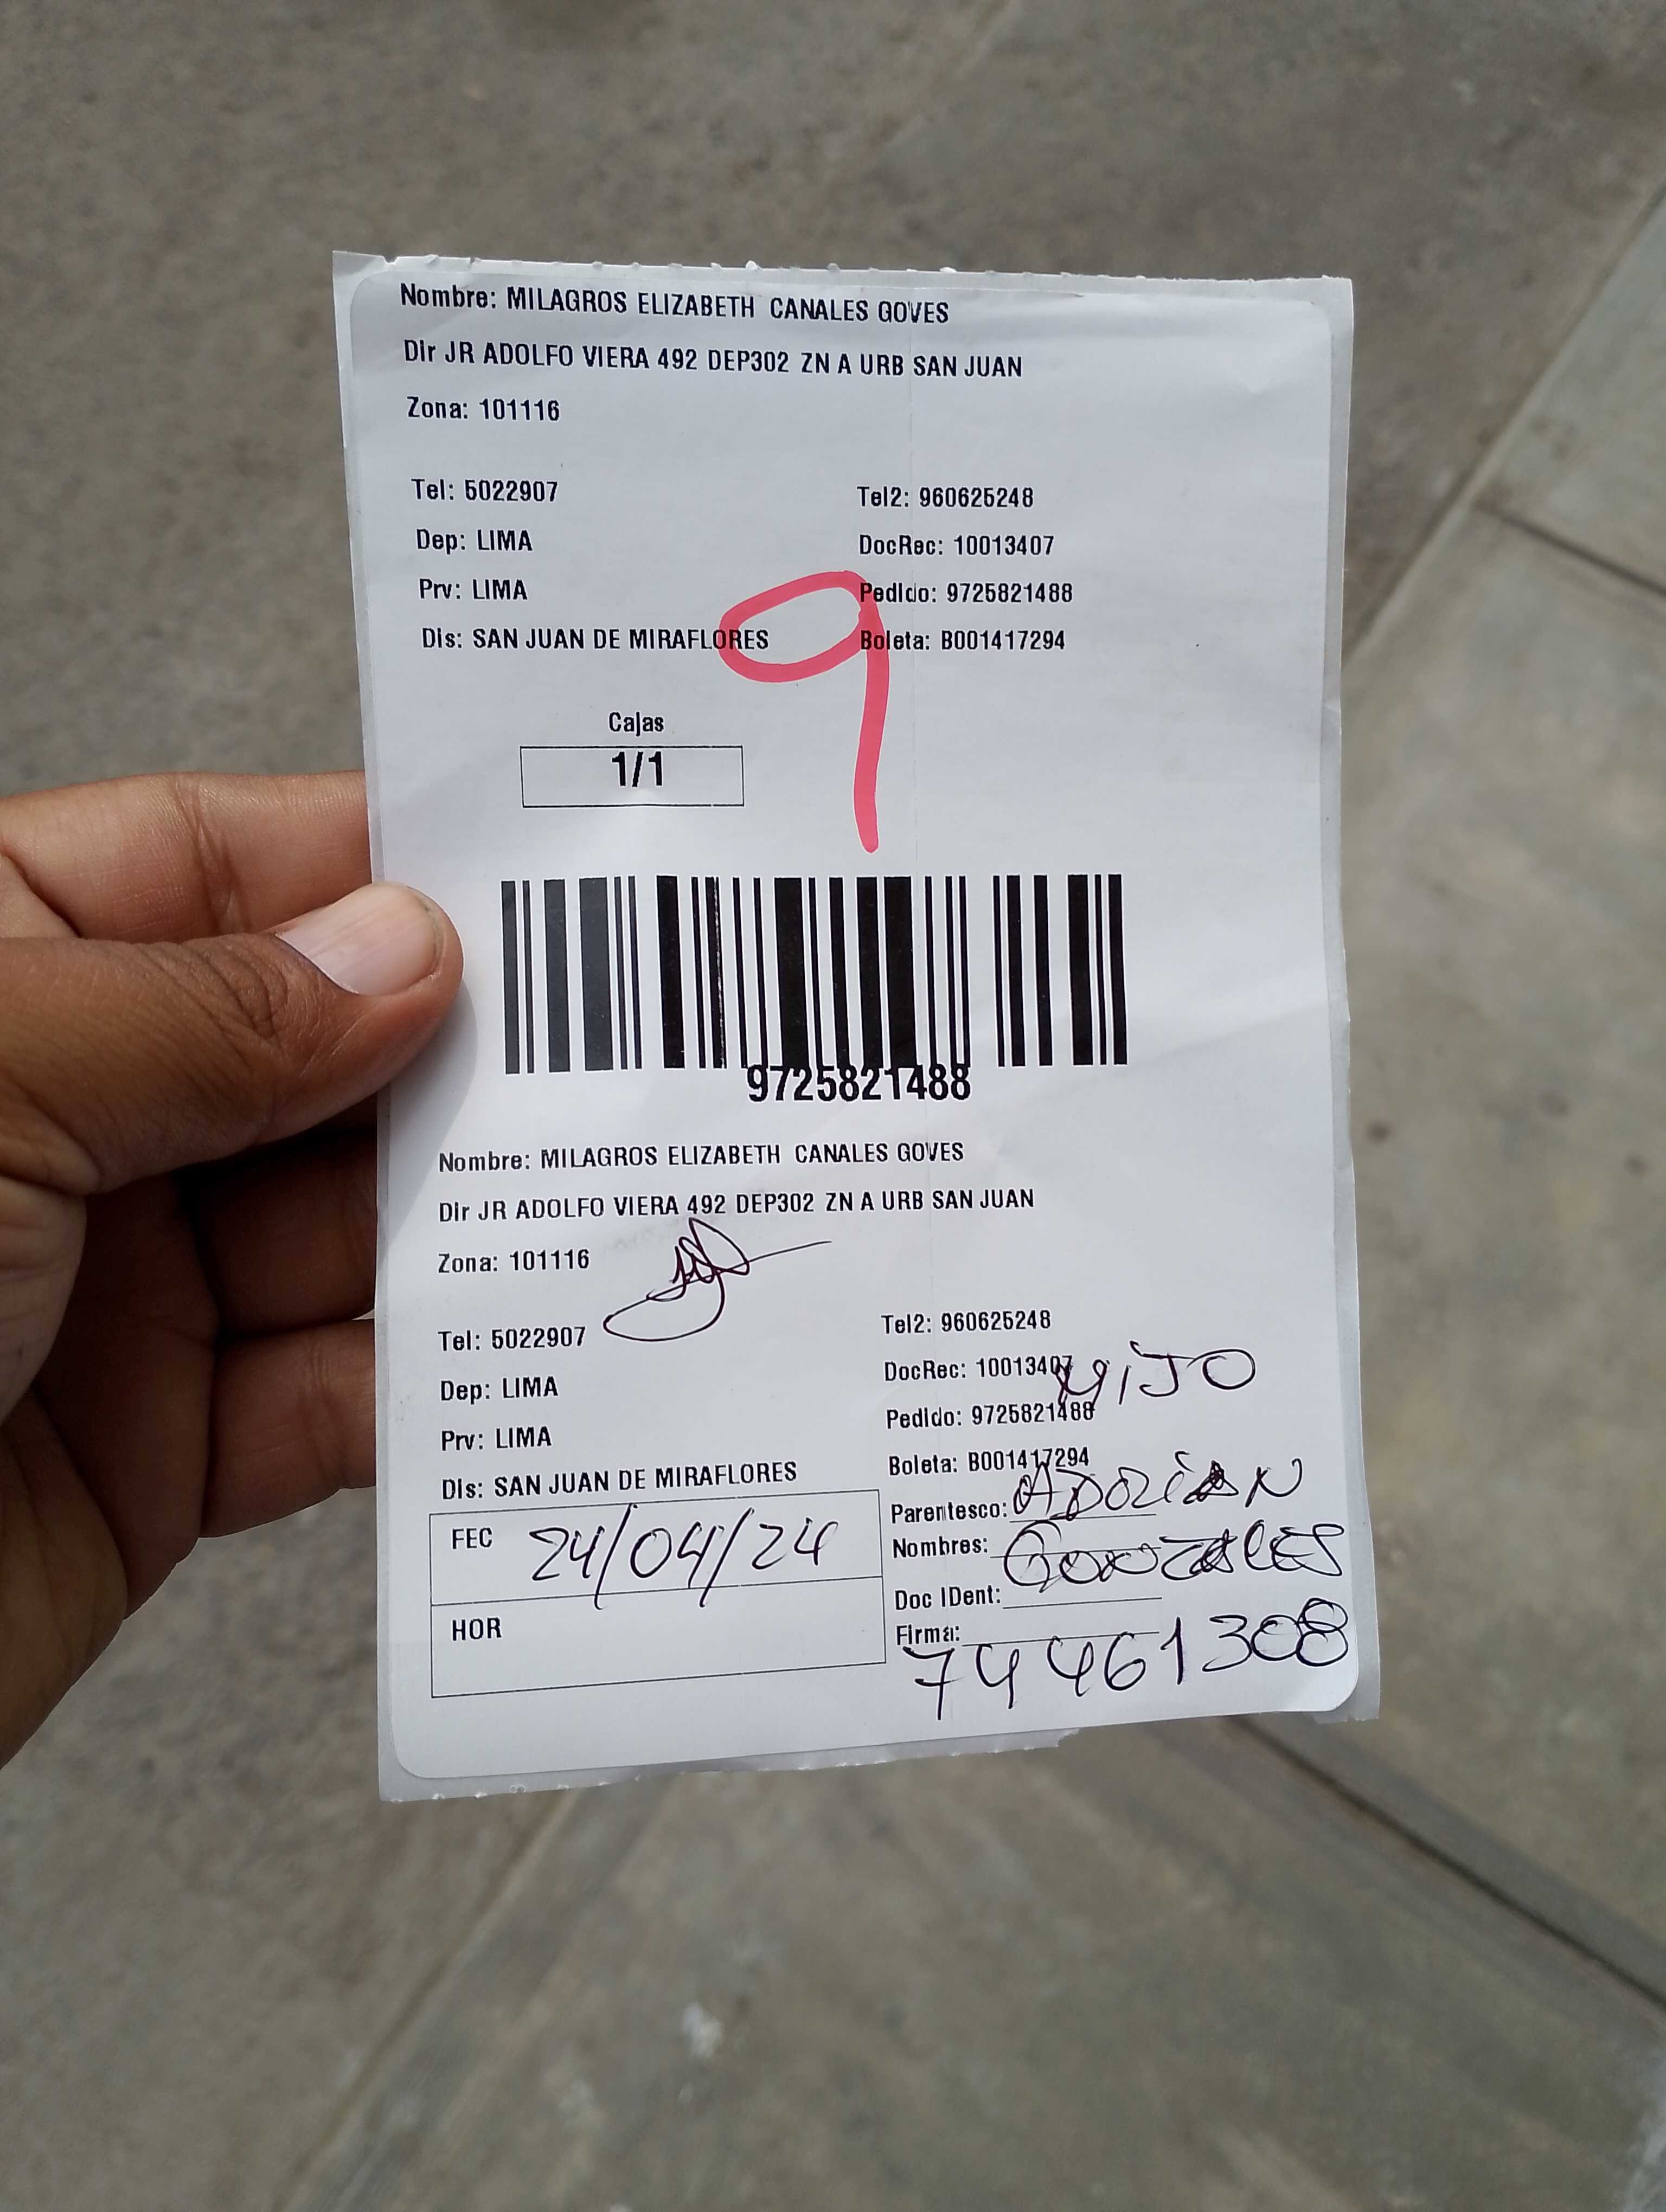 Nombre: MILAGROS ELIZABETH CANALES GOVES
Dir JR ADOLFO VIERA 492 DEP302 ZN A URB SAN JUAN
Zona: 101116
Tel: 5022907 Tel2: 960625248
Dep: LIMA DocRec: 10013407
Prv: LIMA Pedido: 9725821488
Dis: SAN JUAN DE MIRAFLORES Boleta: B001417294
9
Cajas
1/1
9725821488
Nombre: MILAGROS ELIZABETH CANALES GOVES
Dir JR ADOLFO VIERA 492 DEP302 ZN A URB SAN JUAN
Zona: 101116
Tel: 5022907 Tel2: 960625248
Dep: LIMA DocRec: 10013407 HIJO
Prv: LIMA Pedido: 9725821488
Dis: SAN JUAN DE MIRAFLORES Boleta: B001417294
FEC 24/04/24 Parentesco: ADRIAN
Nombres: GONZALES
Doc IDent:
HOR Firma:
74461308